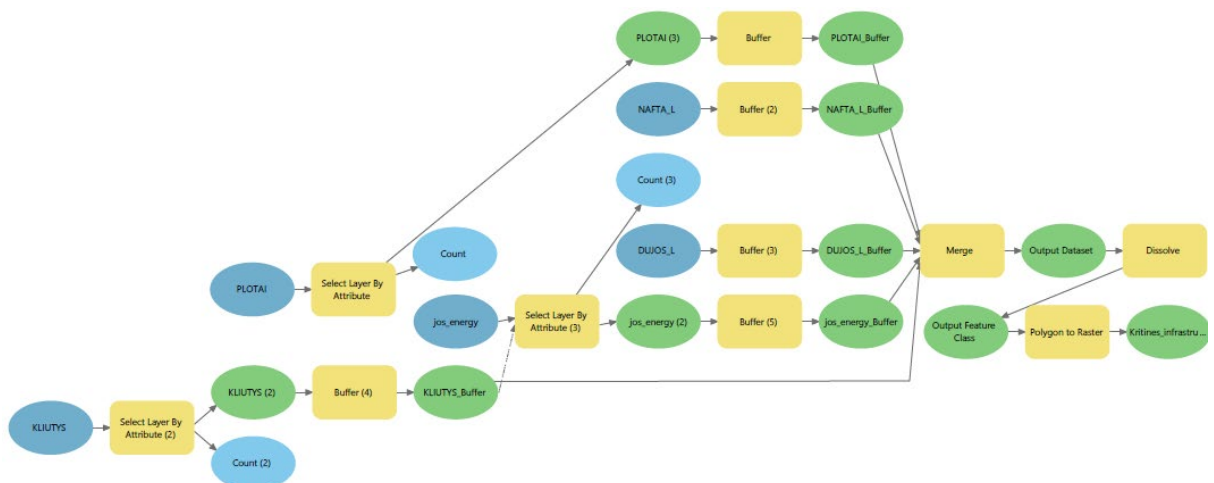 PLOTAI (3)
Buffer
PLOTAI_Buffer
NAFTA_L
Buffer (2)
NAFTA_L_Buffer
Count (3)
Count
DUJOS_L
Buffer (3)
DUJOS_L_Buffer
Merge
Output Dataset
Dissolve
PLOTAI
Select Layer By
Attribute
jos_energy
Select Layer By
Attribute (3)
jos_energy (2)
Buffer (5)
jos_energy_Buffer
Output Feature
Class
Polygon to Raster
Kritines_infrastru...
KLIUTYS (2)
Buffer (4)
KLIUTYS_Buffer
KLIUTYS
Select Layer By
Attribute (2)
Count (2)